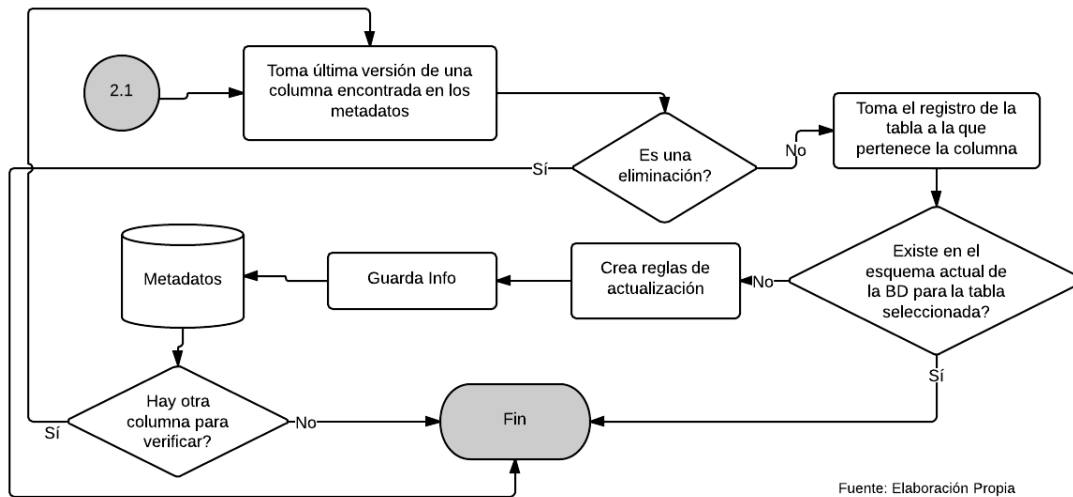 2.1
Toma última versión de una
columna encontrada en los
metadatos
Es una
eliminación?
Sí
No
Toma el registro de la
tabla a la que
pertenece la columna
Existe en el
esquema actual de
la BD para la tabla
seleccionada?
No
Sí
Crea reglas de
actualización
Guarda Info
Metadatos
Hay otra
columna para
verificar?
Sí
No
Fin
Fuente: Elaboración Propia